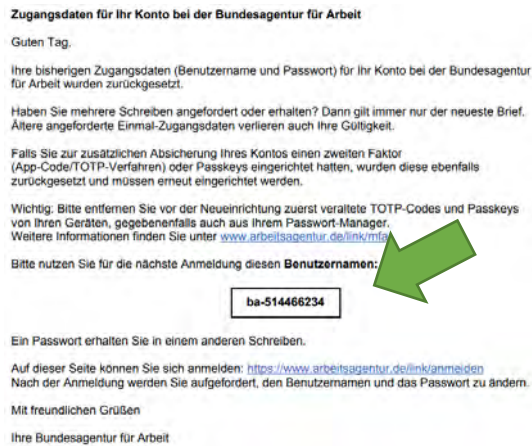 Zugangsdaten für Ihr Konto bei der Bundesagentur für Arbeit
Guten Tag,
Ihre bisherigen Zugangsdaten (Benutzername und Passwort) für Ihr Konto bei der Bundesagentur
für Arbeit wurden zurückgesetzt.
Haben Sie mehrere Schreiben angefordert oder erhalten? Dann gilt immer nur der neueste Brief.
Ältere angeforderte Einmal-Zugangsdaten verlieren auch Ihre Gültigkeit.
Falls Sie zur zusätzlichen Absicherung Ihres Kontos einen zweiten Faktor
(App-Code/TOTP-Verfahren) oder Passkeys eingerichtet hatten, wurden diese ebenfalls
zurückgesetzt und müssen erneut eingerichtet werden.
Wichtig: Bitte entfernen Sie vor der Neueinrichtung zuerst veraltete TOTP-Codes und Passkeys
von Ihren Geräten, gegebenenfalls auch aus Ihrem Passwort-Manager.
Weitere Informationen finden Sie unter www.arbeitsagentur.de/link/mfa
Bitte nutzen Sie für die nächste Anmeldung diesen Benutzernamen:
ba-514466234
Ein Passwort erhalten Sie in einem anderen Schreiben.
Auf dieser Seite können Sie sich anmelden: https://www.arbeitsagentur.de/link/anmelden
Nach der Anmeldung werden Sie aufgefordert, den Benutzernamen und das Passwort zu ändern.
Mit freundlichen Grüßen
Ihre Bundesagentur für Arbeit